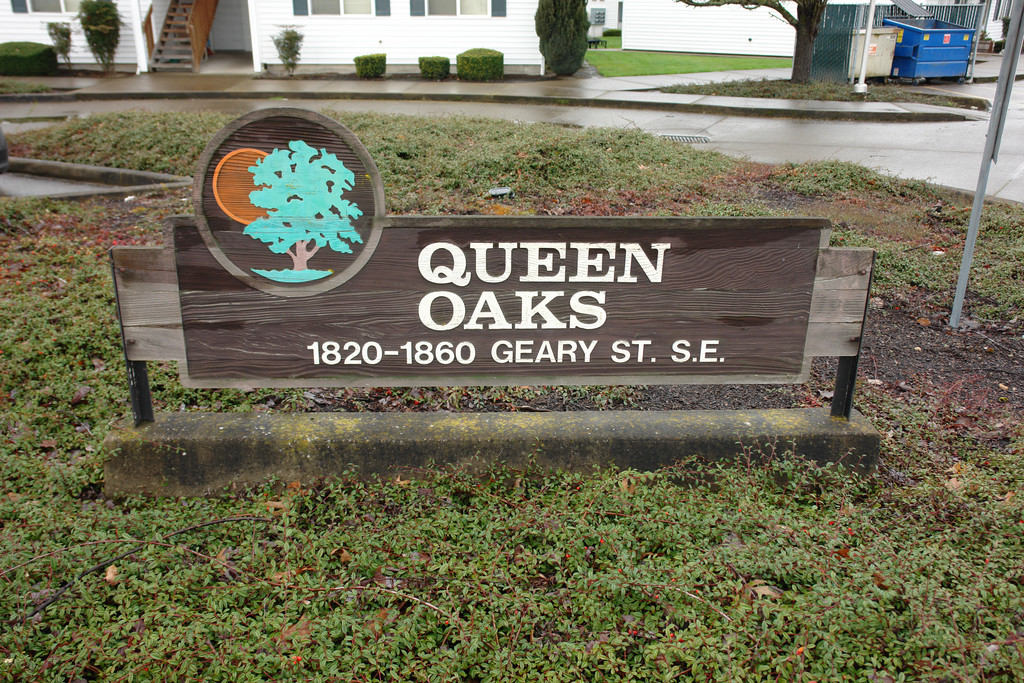 QUEEN
OAKS
1820-1860 GEARY ST. S.E.